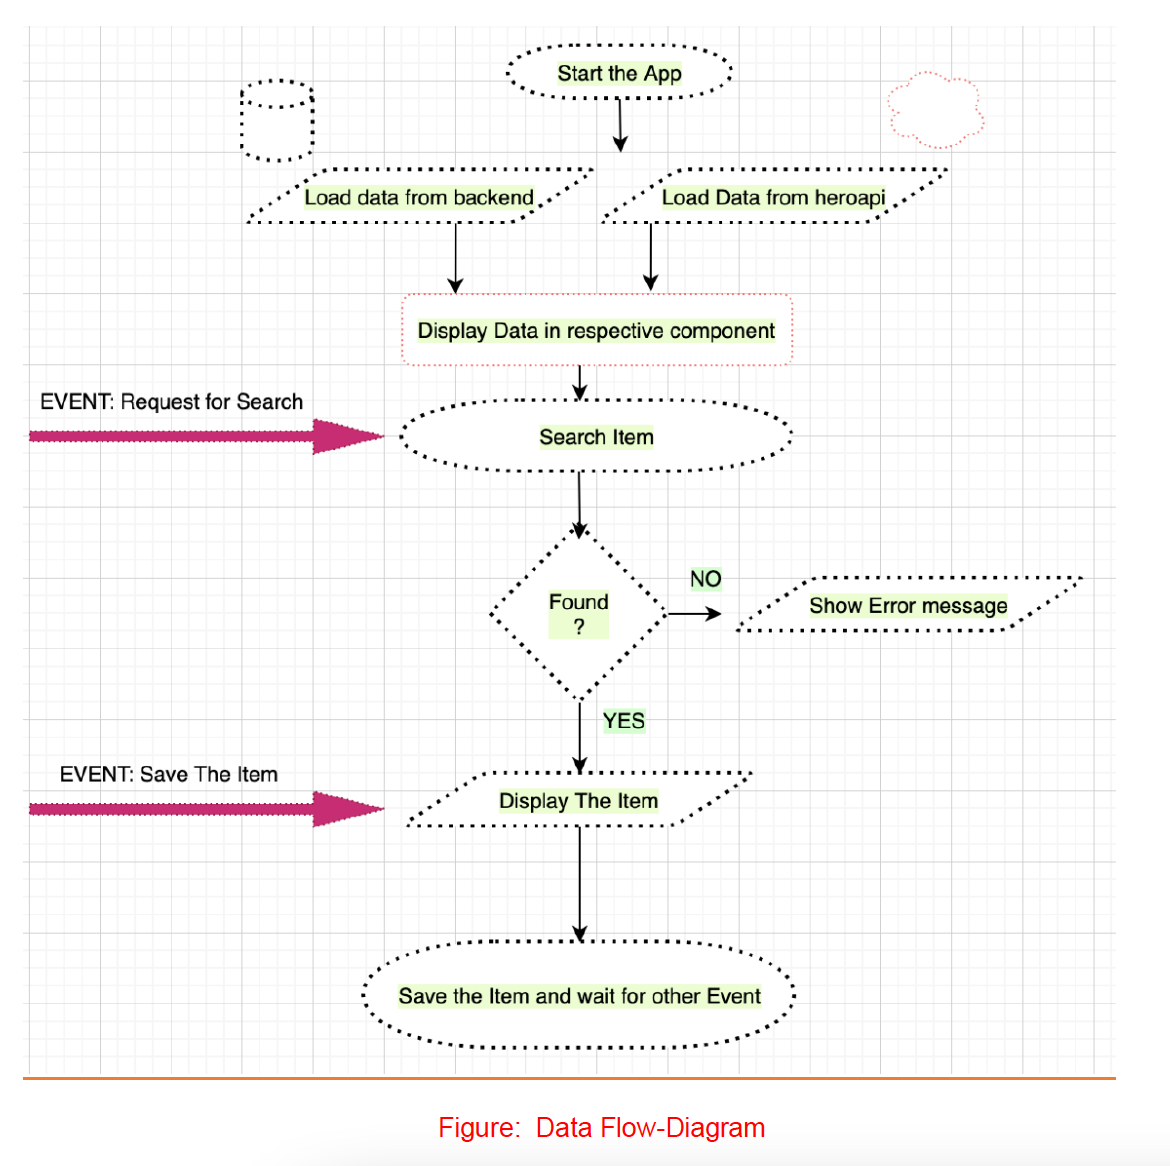 Start the App
Load data from backend
Load Data from heroapi
Display Data in respective component
EVENT: Request for Search
Search Item
NO
Found
?
Show Error message
YES
EVENT: Save The Item
Display The Item
Save the Item and wait for other Event
Figure: Data Flow-Diagram